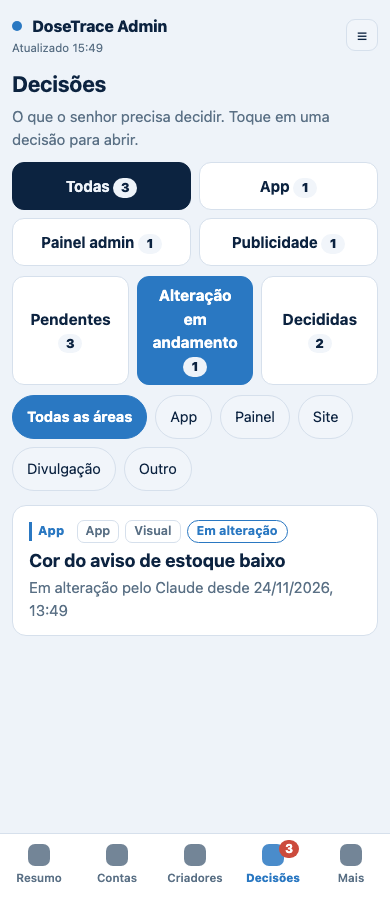 DoseTrace Admin
Atualizado 15:49
≡
Decisões
O que o senhor precisa decidir. Toque em uma
decisão para abrir.
Todas 3
App 1
Painel admin 1
Publicidade 1
Pendentes
3
Alteração
em
andamento
1
Decididas
2
Todas as áreas
App
Painel
Site
Divulgação
Outro
App App Visual Em alteração
Cor do aviso de estoque baixo
Em alteração pelo Claude desde 24/11/2026,
13:49
3
Resumo Contas Criadores Decisões Mais